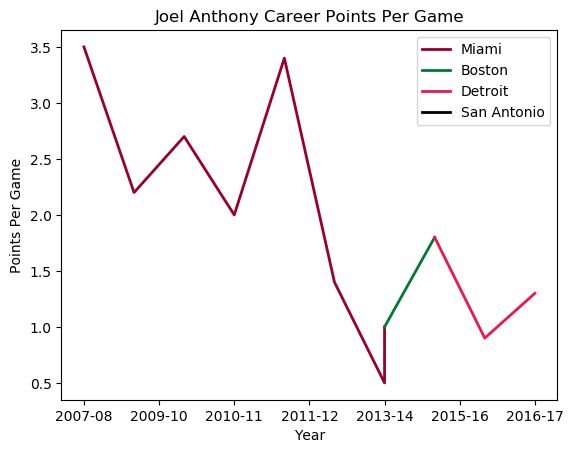 Joel Anthony Career Points Per Game
Miami
Boston
Detroit
San Antonio
Points Per Game
3.5
3.0
2.5
2.0
1.5
1.0
0.5
2007-08 2009-10 2010-11 2011-12 2013-14 2015-16 2016-17
Year